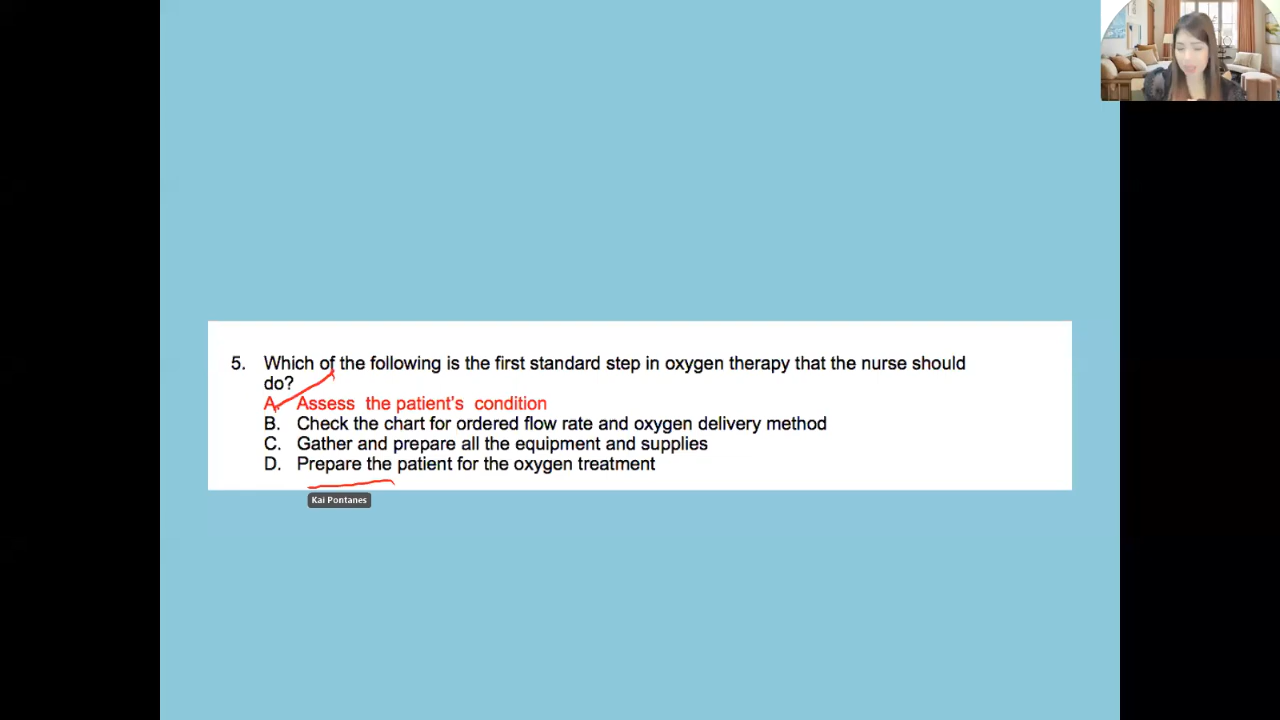 5. Which of the following is the first standard step in oxygen therapy that the nurse should
do?
A. Assess the patient's condition
B. Check the chart for ordered flow rate and oxygen delivery method
C. Gather and prepare all the equipment and supplies
D. Prepare the patient for the oxygen treatment
Kai Pontanes